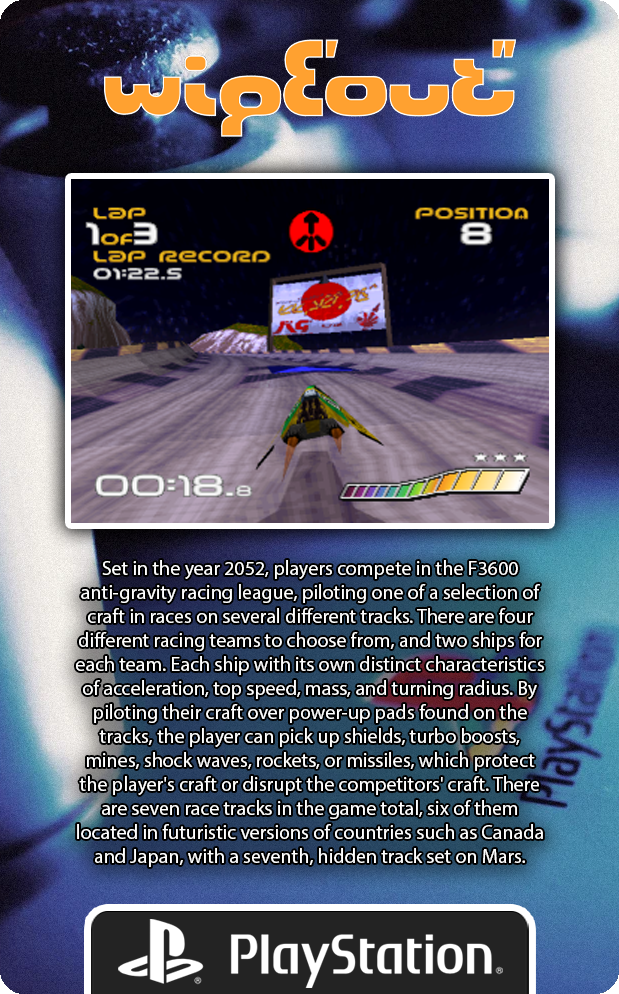 wipE'out"
LAP
1OF3
LAP RECORD
01:22.5
POSITION
8
AG
00:18.8
Set in the year 2052, players compete in the F3600
anti-gravity racing league, piloting one of a selection of
craft in races on several different tracks. There are four
different racing teams to choose from, and two ships for
each team. Each ship with its own distinct characteristics
of acceleration, top speed, mass, and turning radius. By
piloting their craft over power-up pads found on the
tracks, the player can pick up shields, turbo boosts,
mines, shock waves, rockets, or missiles, which protect
the player's craft or disrupt the competitors' craft. There
are seven race tracks in the game total, six of them
located in futuristic versions of countries such as Canada
and Japan, with a seventh, hidden track set on Mars.
PlayStation
PlayStation®